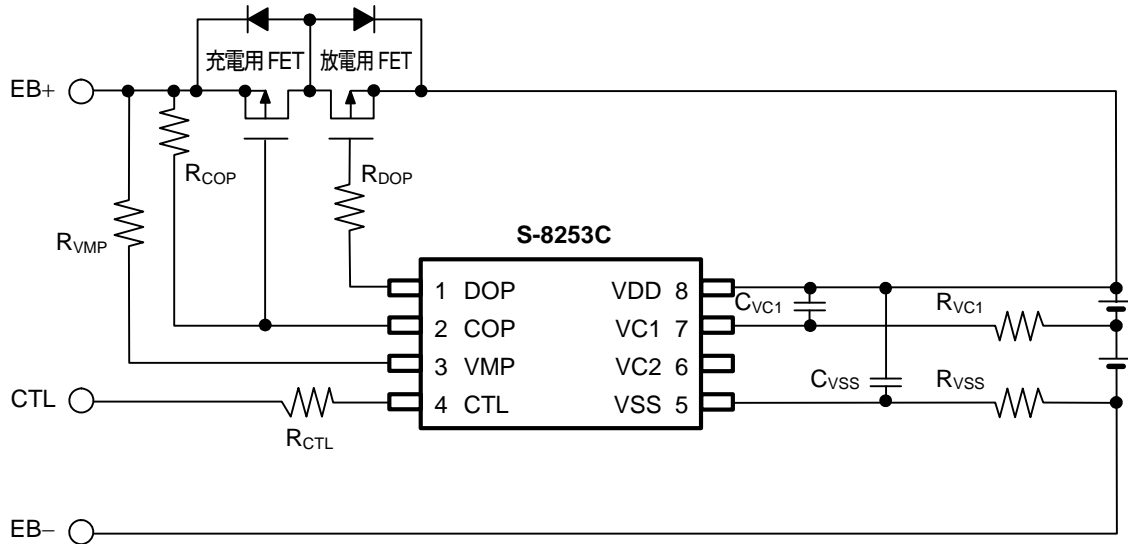 充電用 FET 放電用 FET
EB+
RCOP
RDOP
RVMP
S-8253C
1 DOP VDD 8
2 COP VC1 7
3 VMP VC2 6
4 CTL VSS 5
CVC1
RVC1
CVSS
RVSS
CTL
RCTL
EB−